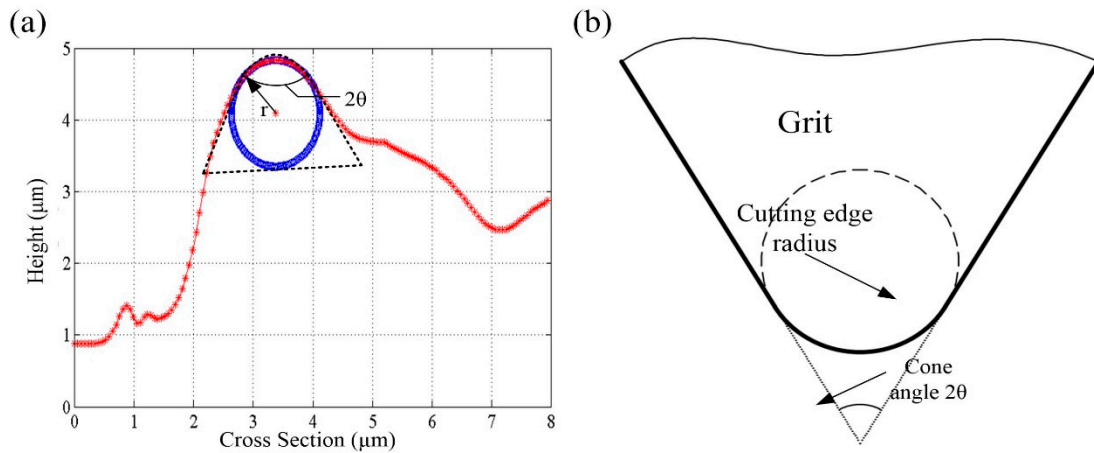 (a)
5
4
3
2
1
0
Height (μm)
r
2θ
0 1 2 3 4 5 6 7 8
Cross Section (μm)
(b)
Grit
Cutting edge
radius
Cone
angle 2θ